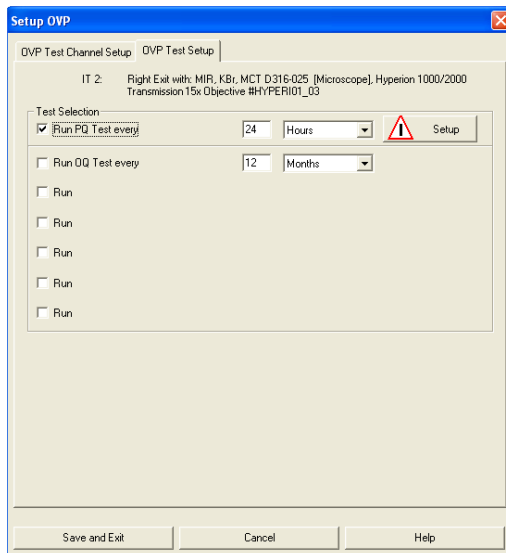 Setup OVP
OVP Test Channel Setup OVP Test Setup
IT 2: Right Exit with: MIR, KBr, MCT D316-025 [Microscope], Hyperion 1000/2000
Transmission 15x Objective #HYPERI01_03
Test Selection
Run PQ Test every 24 Hours Setup
Run OQ Test every 12 Months
Run
Run
Run
Run
Run
Save and Exit Cancel Help